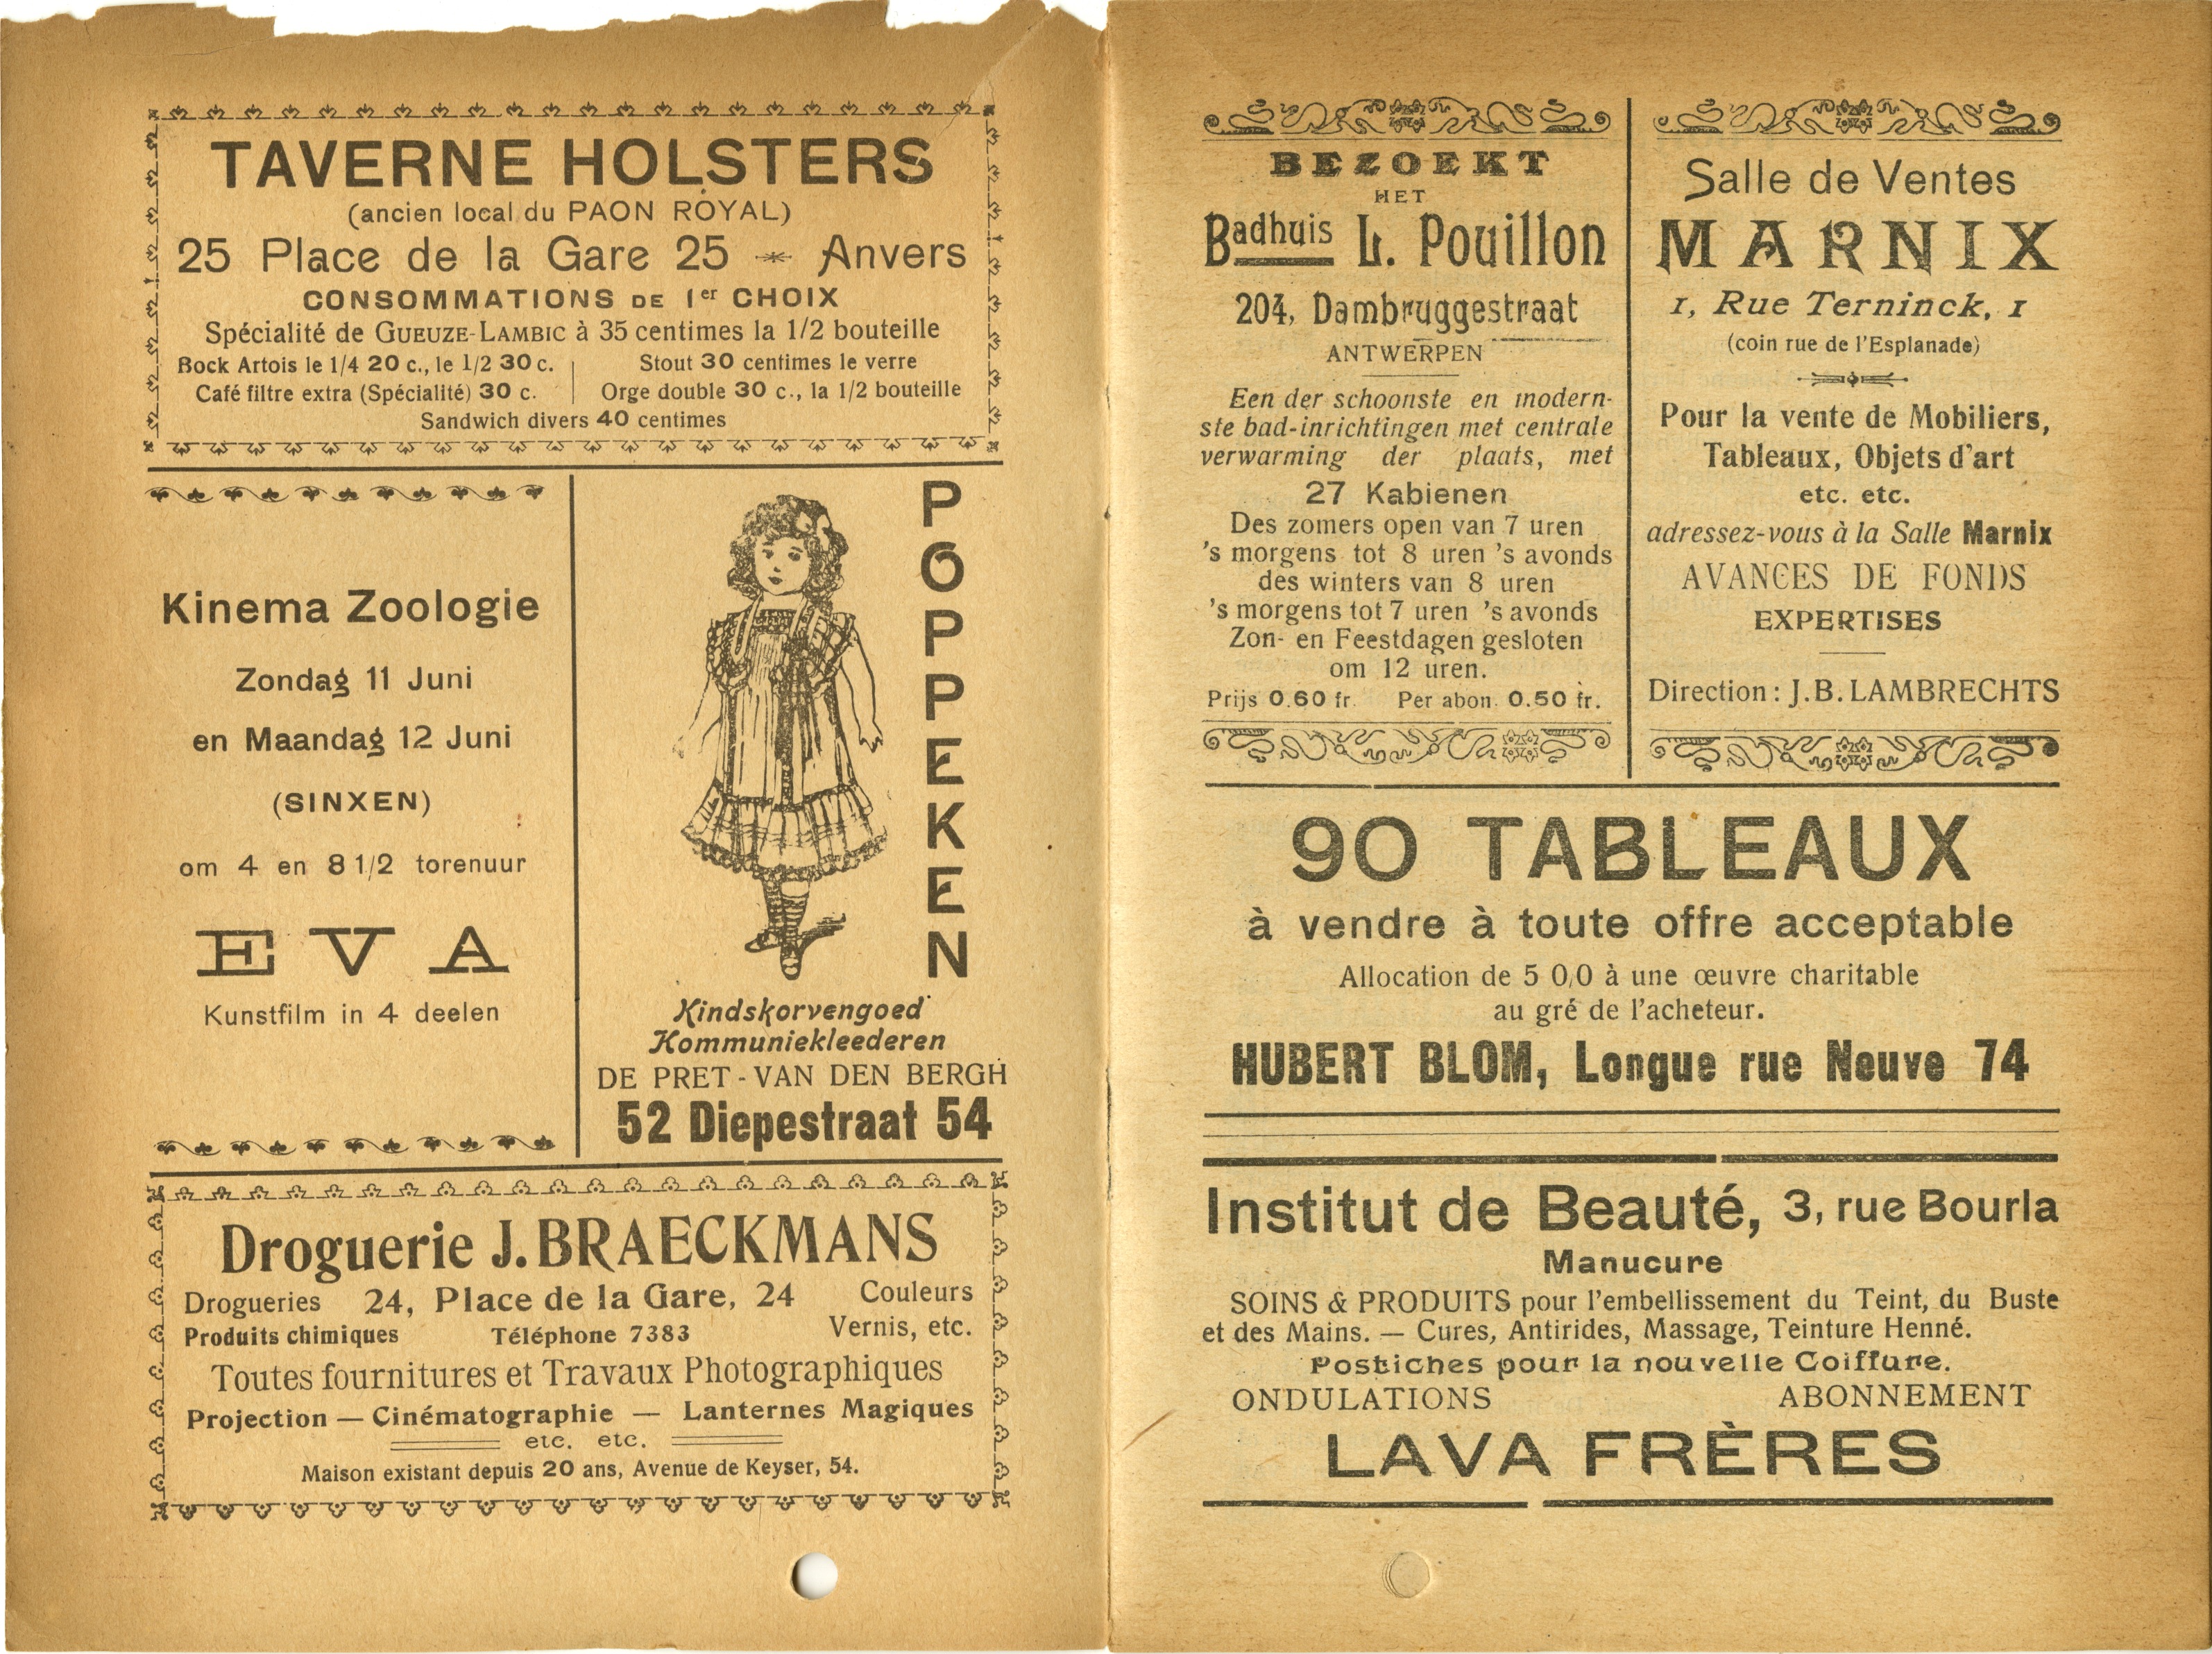 TAVERNE HOLSTERS
(ancien local du PAON ROYAL)
25 Place de la Gare 25 Anvers
CONSOMMATIONS DE 1er CHOIX
Spécialité de GUEUZE-LAMBIC à 35 centimes la 1/2 bouteille
Bock Artois le 1/4 20 c., le 1/2 30 c.
Café filtre extra (Spécialité) 30 c.
Stout 30 centimes le verre
Orge double 30 c., la 1/2 bouteille
Sandwich divers 40 centimes
Kinema Zoologie
Zondag 11 Juni
en Maandag 12 Juni
(SINXEN)
om 4 en 8 1/2 torenuur
EVA
Kunstfilm in 4 deelen
POPPEKEN
Kindskorvengoed
Kommuniekleederen
DE PRET-VAN DEN BERGH
52 Diepestraat 54
Droguerie J. BRAECKMANS
Drogueries 24, Place de la Gare, 24 Couleurs
Produits chimiques Téléphone 7383 Vernis, etc.
Toutes fournitures et Travaux Photographiques
Projection — Cinématographie — Lanternes Magiques
etc. etc.
Maison existant depuis 20 ans, Avenue de Keyser, 54.
BEZOEKT
HET
Badhuis L. Pouillon
204, Dambruggestraat
ANTWERPEN
Een der schoonste en modern-
ste bad-inrichtingen met centrale
verwarming der plaats, met
27 Kabienen
Des zomers open van 7 uren
's morgens tot 8 uren 's avonds
des winters van 8 uren
's morgens tot 7 uren 's avonds
Zon- en Feestdagen gesloten
om 12 uren.
Prijs 0.60 fr. Per abon. 0.50 fr.
Salle de Ventes
MARNIX
1, Rue Terninck, 1
(coin rue de l'Esplanade)
Pour la vente de Mobiliers,
Tableaux, Objets d'art
etc. etc.
adressez-vous à la Salle Marnix
AVANCES DE FONDS
EXPERTISES
Direction : J.B. LAMBRECHTS
90 TABLEAUX
à vendre à toute offre acceptable
Allocation de 5 0/0 à une œuvre charitable
au gré de l'acheteur.
HUBERT BLOM, Longue rue Neuve 74
Institut de Beauté, 3, rue Bourla
Manucure
SOINS & PRODUITS pour l'embellissement du Teint, du Buste
et des Mains. — Cures, Antirides, Massage, Teinture Henné.
Postiches pour la nouvelle Coiffure.
ONDULATIONS ABONNEMENT
LAVA FRÈRES